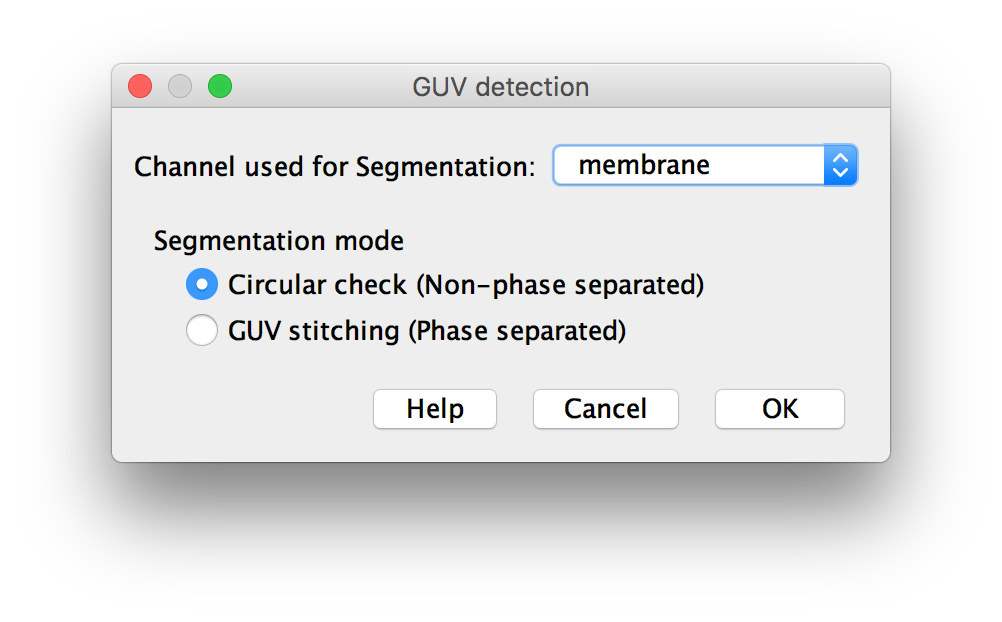 GUV detection
Channel used for Segmentation: membrane
Segmentation mode
Circular check (Non-phase separated)
GUV stitching (Phase separated)
Help Cancel OK